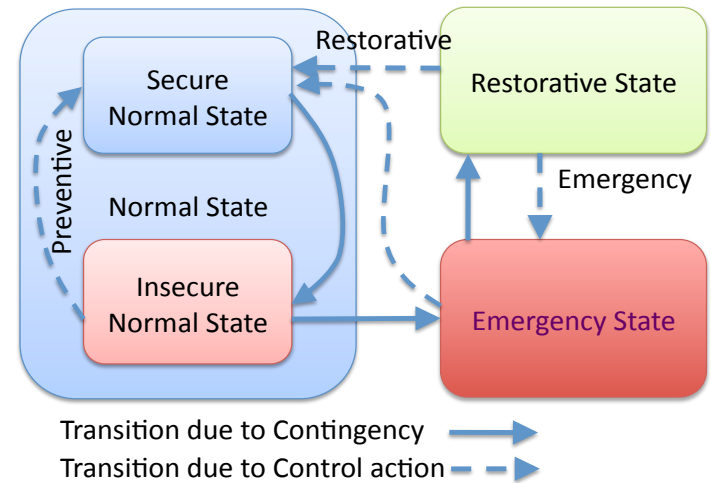 Restorative
Secure
Normal State
Restorative State
Preventive
Emergency
Normal State
Insecure
Normal State
Emergency State
Transition due to Contingency
Transition due to Control action